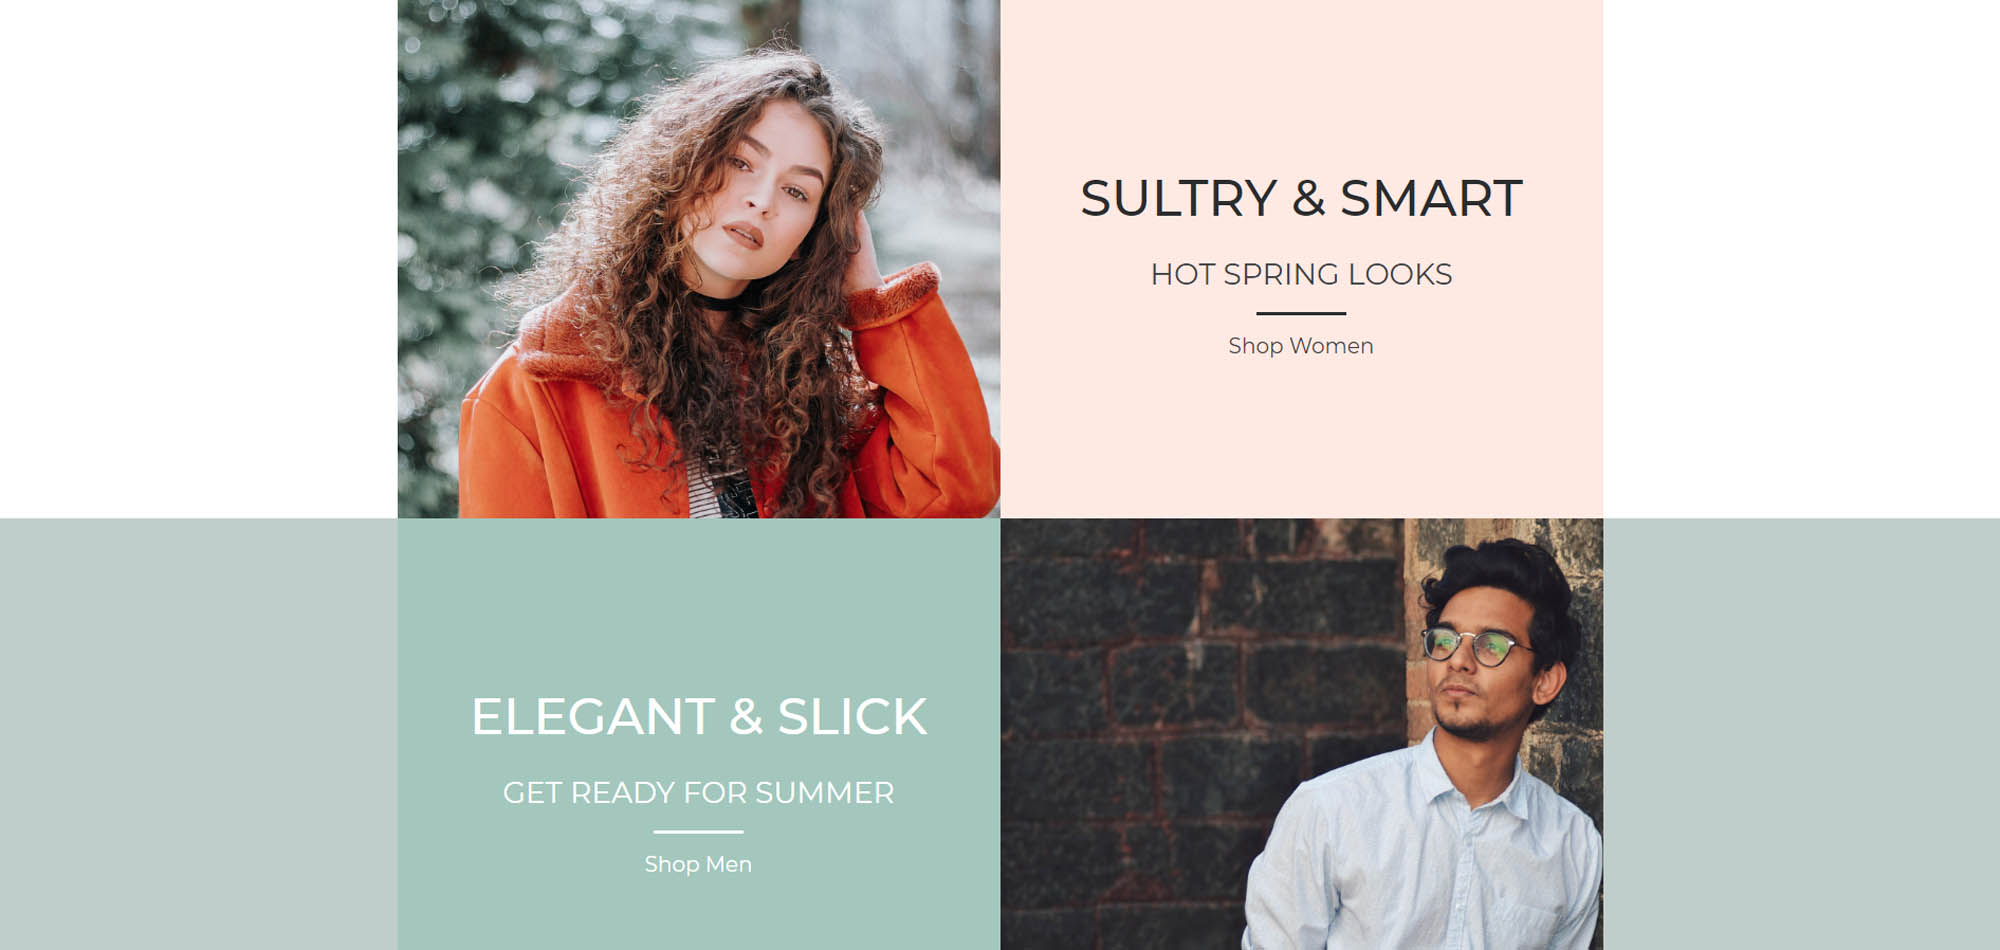 SULTRY & SMART
HOT SPRING LOOKS
Shop Women
ELEGANT & SLICK
GET READY FOR SUMMER
Shop Men